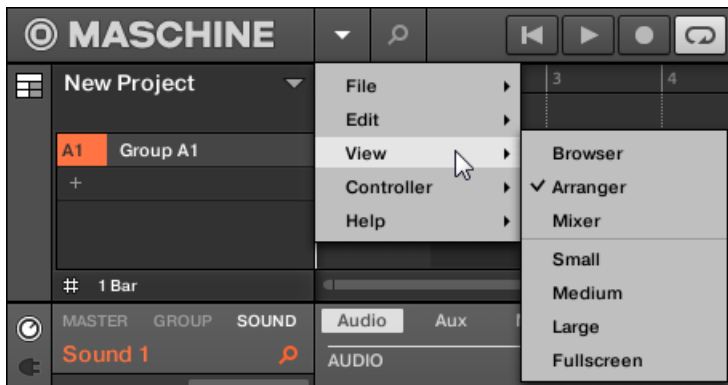 MASCHINE
New Project
3 4
File
Edit
A1 Group A1
View
Browser
+
Controller
Arranger
Help
Mixer
Small
# 1 Bar
Medium
MASTER GROUP SOUND
Audio Aux
Large
Sound 1
AUDIO
Fullscreen